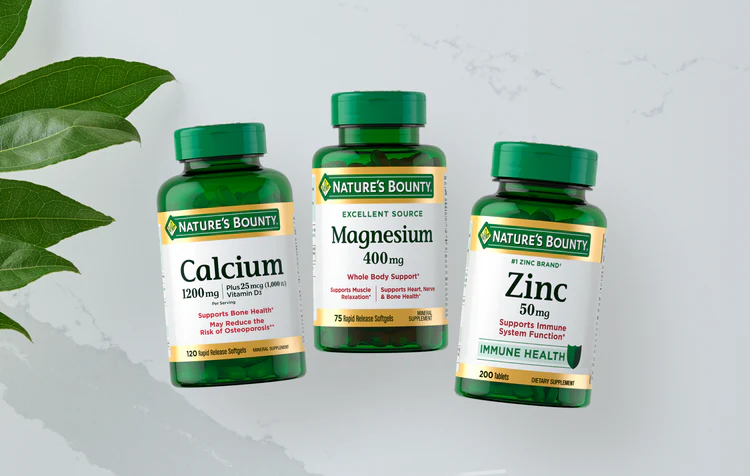 NATURE'S BOUNTY
Calcium
1200mg
Per Serving
Plus 25 mcg (1,000 IU)
Vitamin D3
Supports Bone Health*
May Reduce the
Risk of Osteoporosis**
120 Rapid Release Softgels MINERAL SUPPLEMENT
NATURE'S BOUNTY
EXCELLENT SOURCE
Magnesium
400mg
Whole Body Support*
Supports Muscle
Relaxation*
Supports Heart, Nerve
& Bone Health*
75 Rapid Release Softgels
MINERAL
SUPPLEMENT
NATURE'S BOUNTY
#1 ZINC BRAND
Zinc
50mg
Supports Immune
System Function*
IMMUNE HEALTH
200 Tablets DIETARY SUPPLEMENT